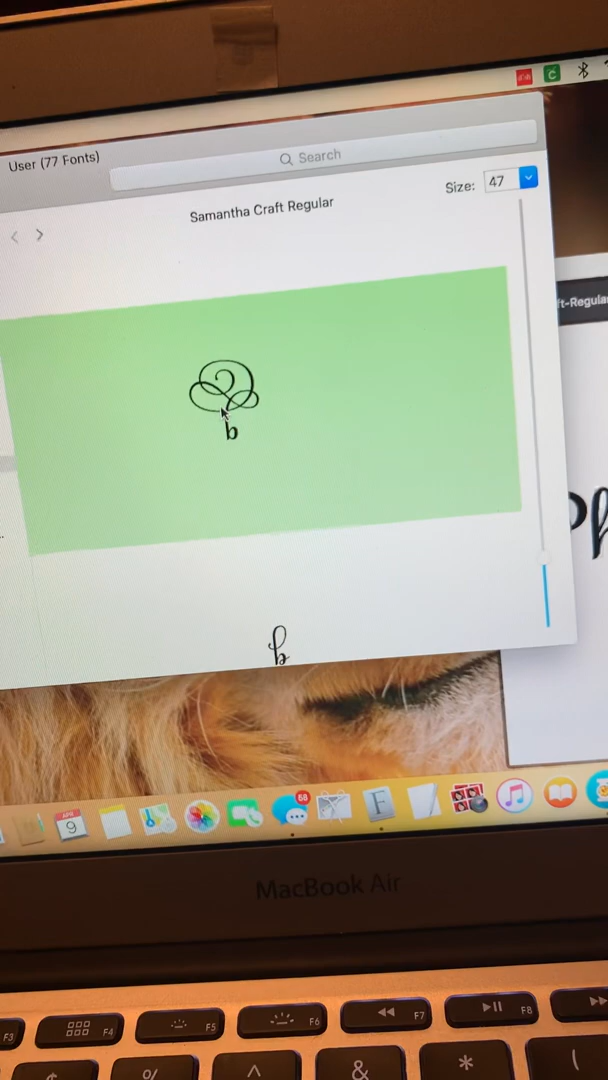 User (77 Fonts)
Search
Size: 47
Samantha Craft Regular
ft-Regular
b
b
APR
9
58
MacBook Air
F3
F4
F5
F6
F7
F8
%
^
&
*
(